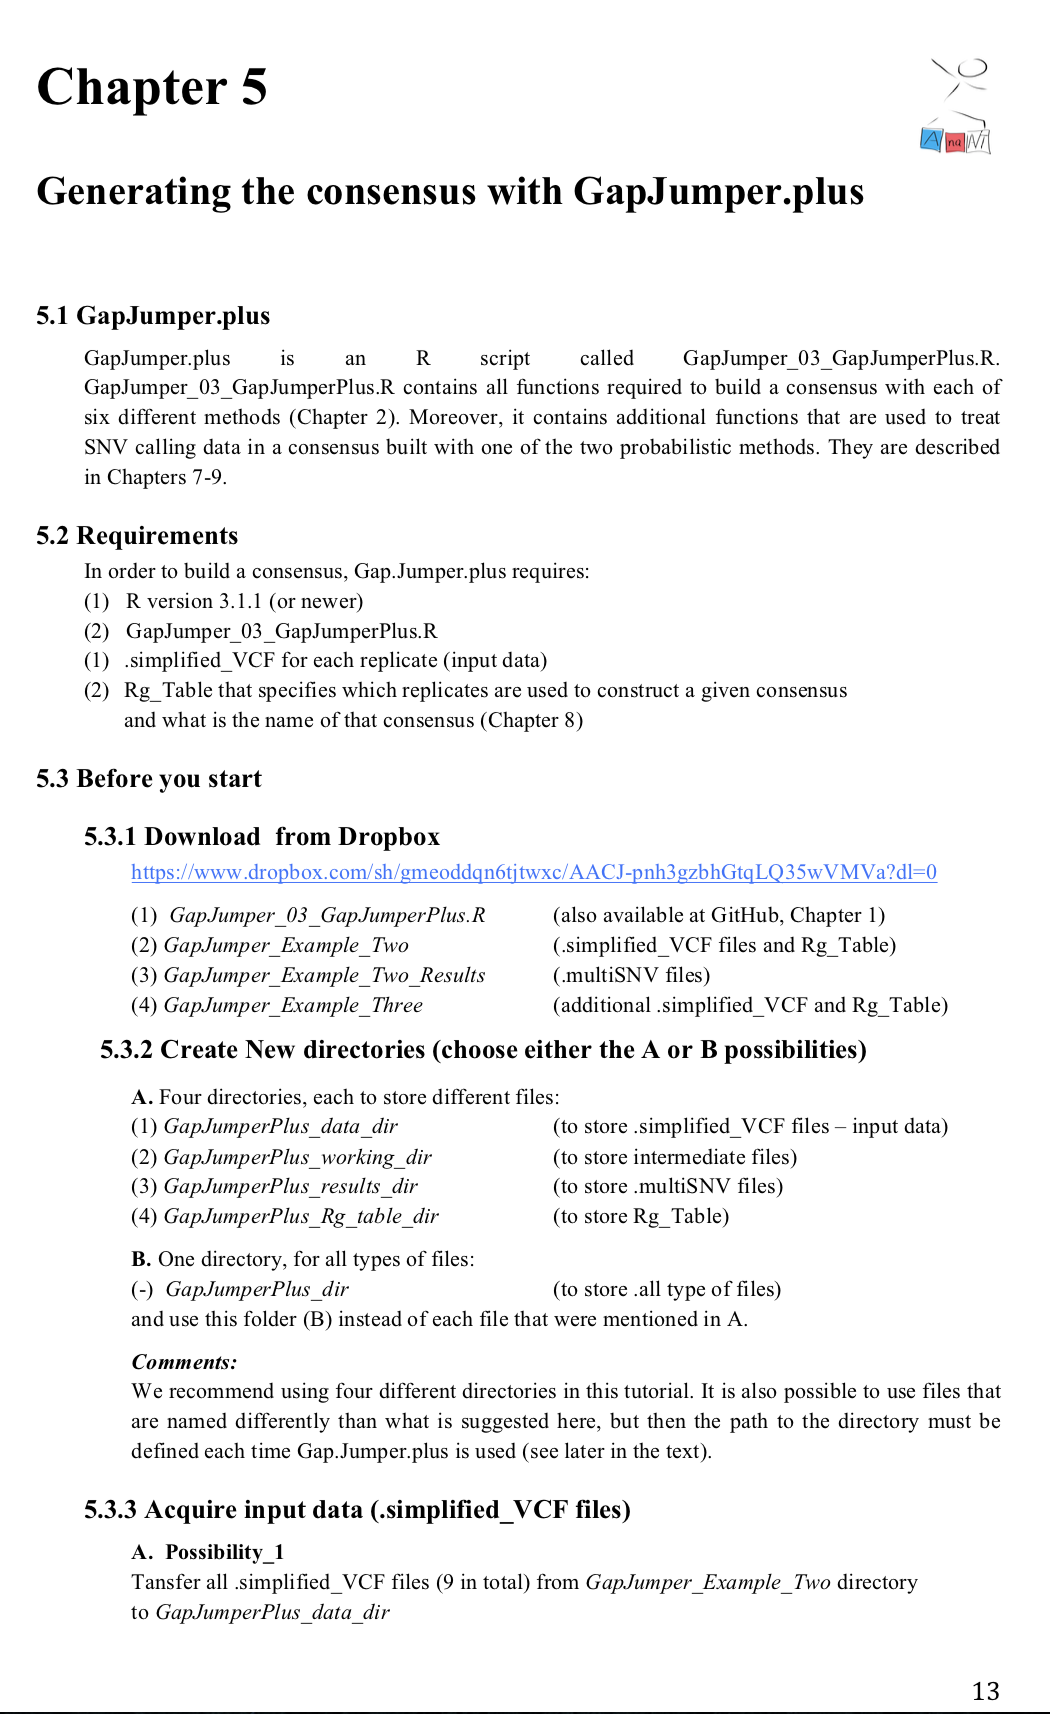 Chapter 5
A na Ni
Generating the consensus with GapJumper.plus
5.1 GapJumper.plus
GapJumper.plus is an R script called GapJumper_03_GapJumperPlus.R.
GapJumper_03_GapJumperPlus.R contains all functions required to build a consensus with each of
six different methods (Chapter 2). Moreover, it contains additional functions that are used to treat
SNV calling data in a consensus built with one of the two probabilistic methods. They are described
in Chapters 7-9.
5.2 Requirements
In order to build a consensus, Gap.Jumper.plus requires:
(1) R version 3.1.1 (or newer)
(2) GapJumper_03_GapJumperPlus.R
(1) .simplified_VCF for each replicate (input data)
(2) Rg_Table that specifies which replicates are used to construct a given consensus
and what is the name of that consensus (Chapter 8)
5.3 Before you start
5.3.1 Download from Dropbox
https://www.dropbox.com/sh/gmeoddqn6tjtwxc/AACJ-pnh3gzbhGtqLQ35wVMVa?dl=0
(1) GapJumper_03_GapJumperPlus.R (also available at GitHub, Chapter 1)
(2) GapJumper_Example_Two (.simplified_VCF files and Rg_Table)
(3) GapJumper_Example_Two_Results (.multiSNV files)
(4) GapJumper_Example_Three (additional .simplified_VCF and Rg_Table)
5.3.2 Create New directories (choose either the A or B possibilities)
A. Four directories, each to store different files:
(1) GapJumperPlus_data_dir (to store .simplified_VCF files – input data)
(2) GapJumperPlus_working_dir (to store intermediate files)
(3) GapJumperPlus_results_dir (to store .multiSNV files)
(4) GapJumperPlus_Rg_table_dir (to store Rg_Table)
B. One directory, for all types of files:
(-) GapJumperPlus_dir (to store .all type of files)
and use this folder (B) instead of each file that were mentioned in A.
Comments:
We recommend using four different directories in this tutorial. It is also possible to use files that
are named differently than what is suggested here, but then the path to the directory must be
defined each time Gap.Jumper.plus is used (see later in the text).
5.3.3 Acquire input data (.simplified_VCF files)
A. Possibility_1
Tansfer all .simplified_VCF files (9 in total) from GapJumper_Example_Two directory
to GapJumperPlus_data_dir
13